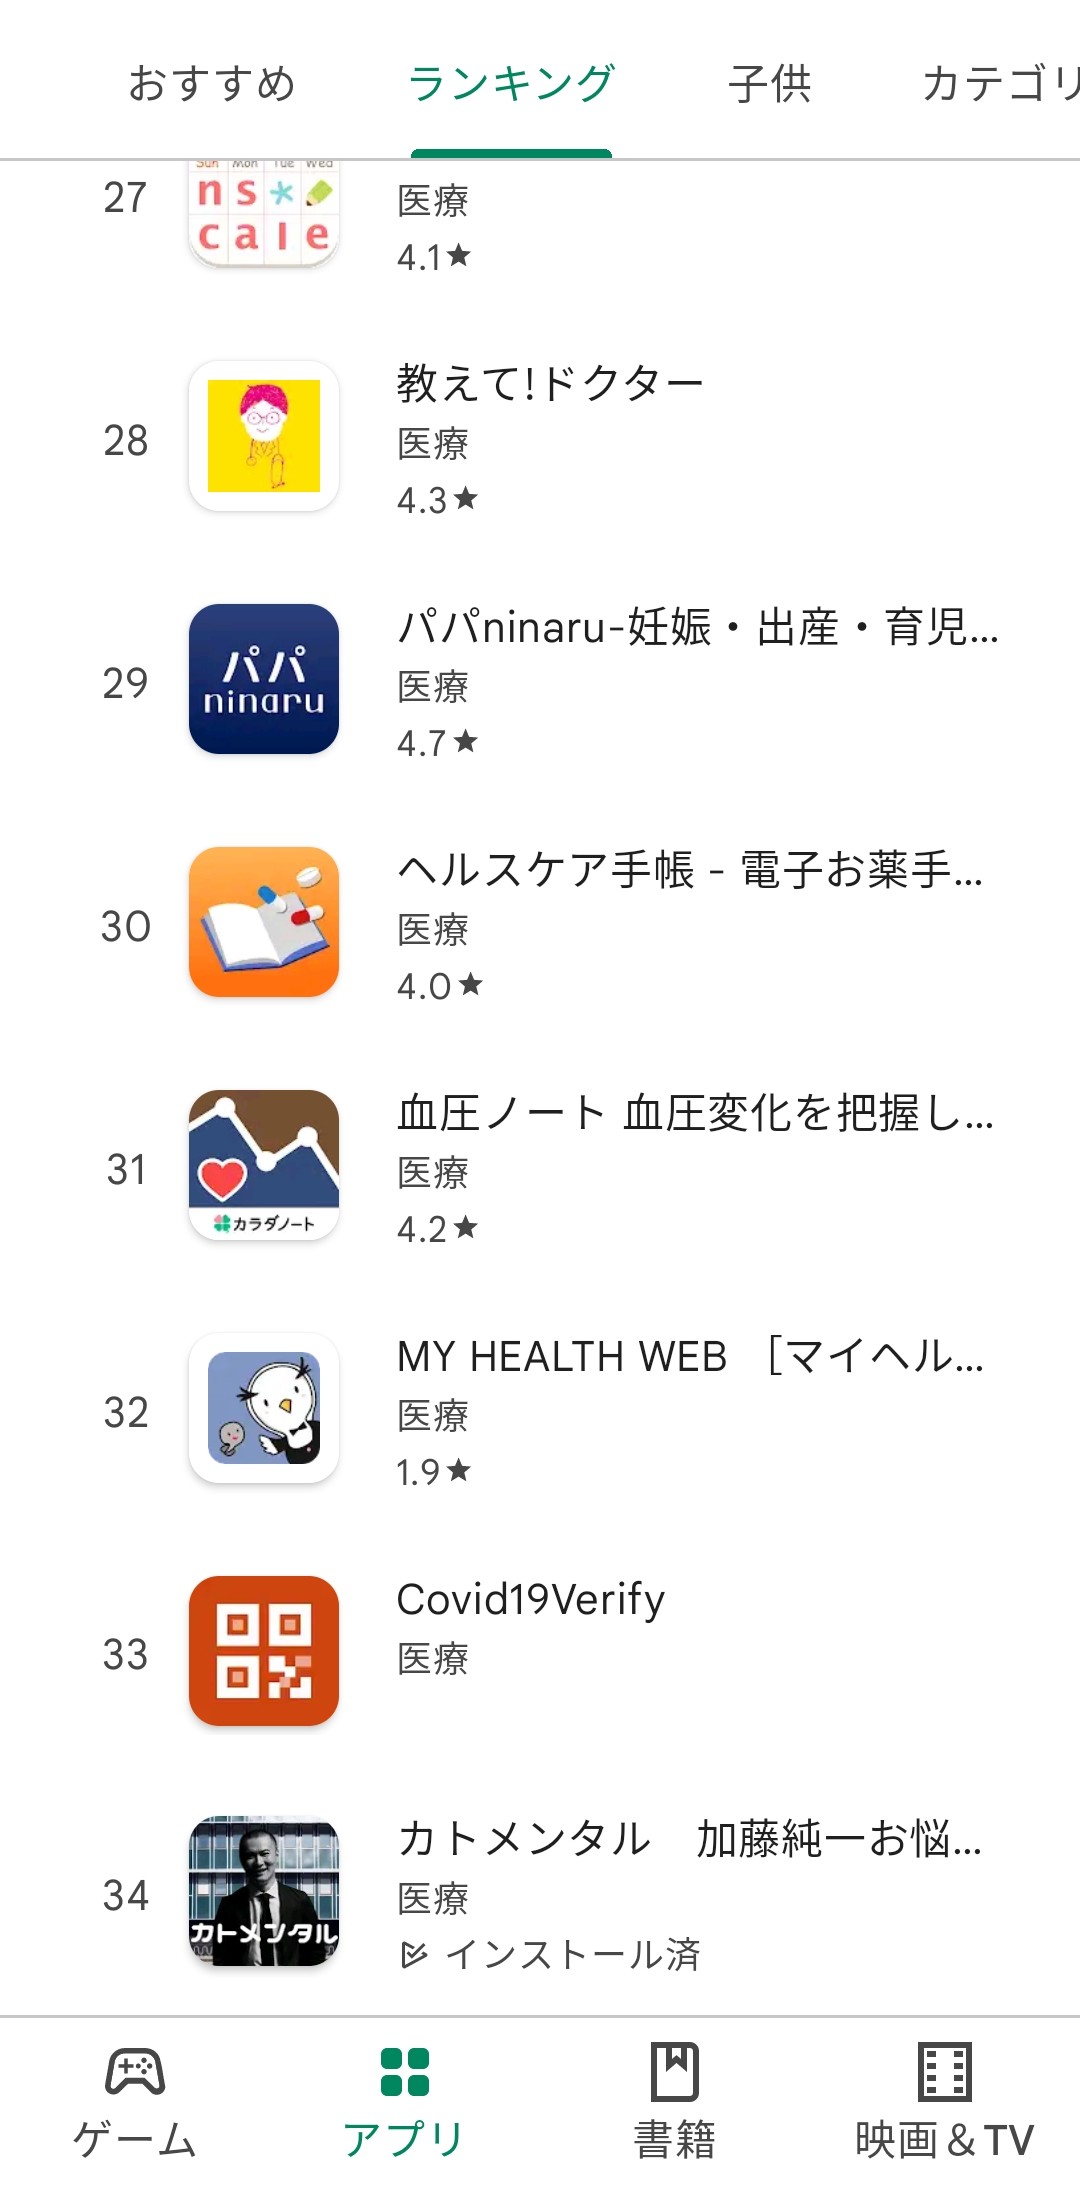 おすすめ ランキング 子供 カテゴリ
Sun Mon Tue Wed
ns
cale
27
医療
4.1★
28
教えて!ドクター
医療
4.3★
29
パパ
ninaru
パパninaru-妊娠・出産・育児...
医療
4.7★
30
ヘルスケア手帳 - 電子お薬手...
医療
4.0★
31
カラダノート
血圧ノート 血圧変化を把握し...
医療
4.2★
32
MY HEALTH WEB ［マイヘル...
医療
1.9★
33
Covid19Verify
医療
34
カトメンタル
カトメンタル　加藤純一お悩...
医療
インストール済
ゲーム アプリ 書籍 映画＆TV